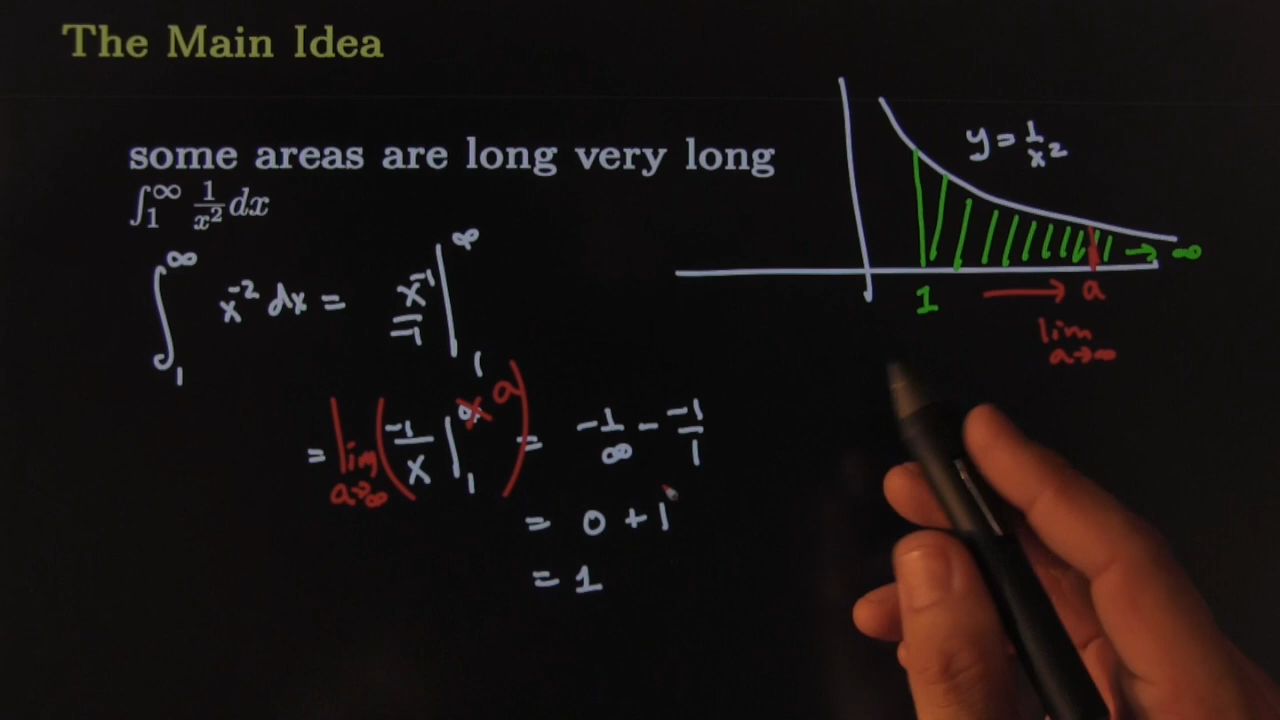 The Main Idea
some areas are long very long
∫₁^∞ 1/x² dx
∫₁^∞ x⁻² dx = x⁻¹/-1 |₁^∞
= lim a→∞ ( -1/x |₁^a ) = -1/∞ - -1/1
= 0 + 1
= 1
y = 1/x²
→ ∞
1 → a
lim
a→∞